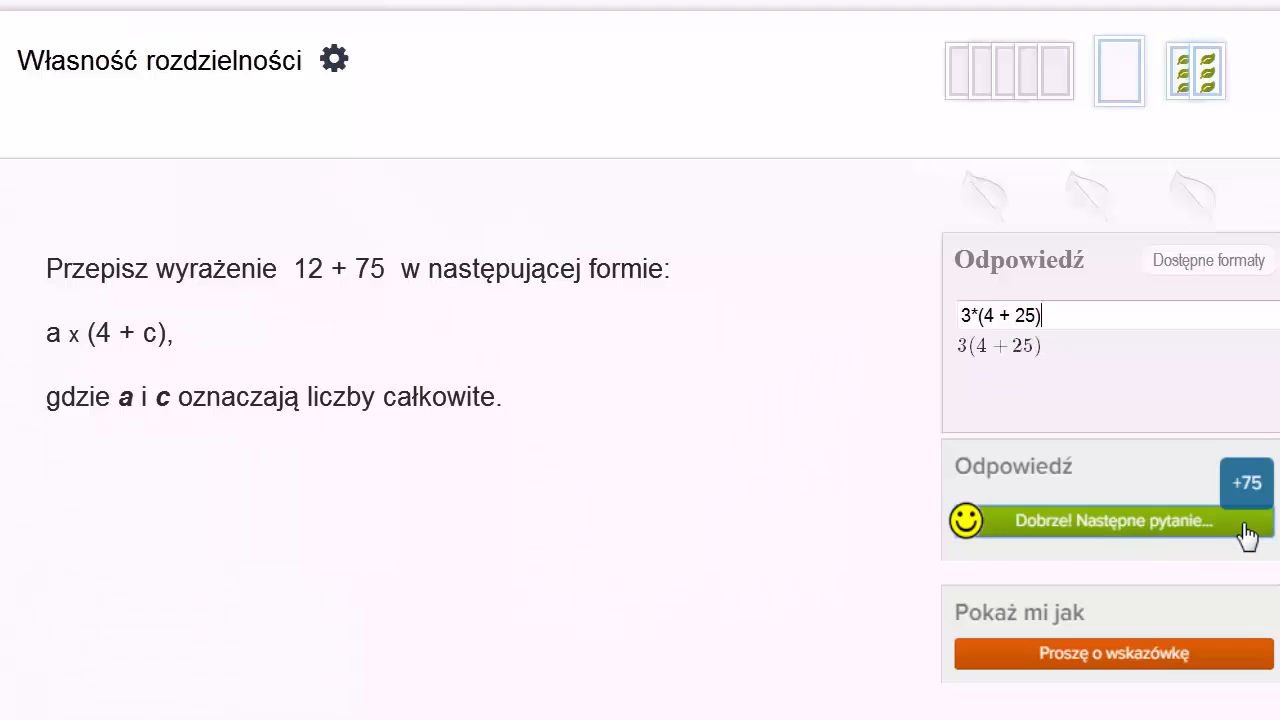 Własność rozdzielności
Przepisz wyrażenie 12 + 75 w następującej formie:
a x (4 + c),
gdzie a i c oznaczają liczby całkowite.
Odpowiedź
Dostępne formaty
3*(4 + 25)
3(4 + 25)
Odpowiedź
+75
Dobrze! Następne pytanie...
Pokaż mi jak
Proszę o wskazówkę